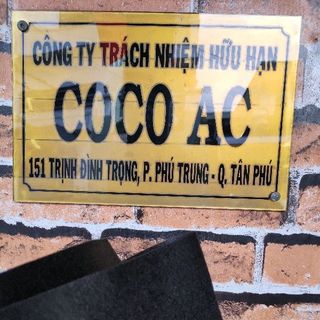 CÔNG TY TRÁCH NHIỆM HỮU HẠN
COCO AC
151 TRỊNH ĐÌNH TRỌNG, P. PHÚ TRUNG - Q. TÂN PHÚ